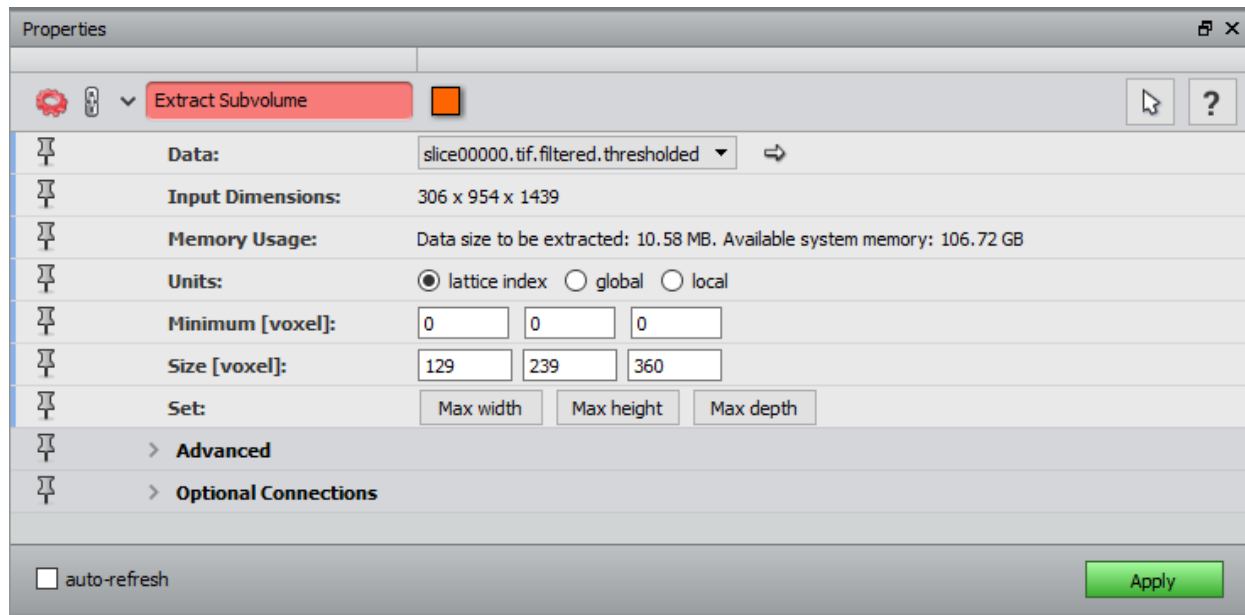 Properties
Extract Subvolume ?
Data: slice00000.tif.filtered.thresholded
Input Dimensions: 306 x 954 x 1439
Memory Usage: Data size to be extracted: 10.58 MB. Available system memory: 106.72 GB
Units: lattice index global local
Minimum [voxel]: 0 0 0
Size [voxel]: 129 239 360
Set: Max width Max height Max depth
Advanced
Optional Connections
auto-refresh Apply